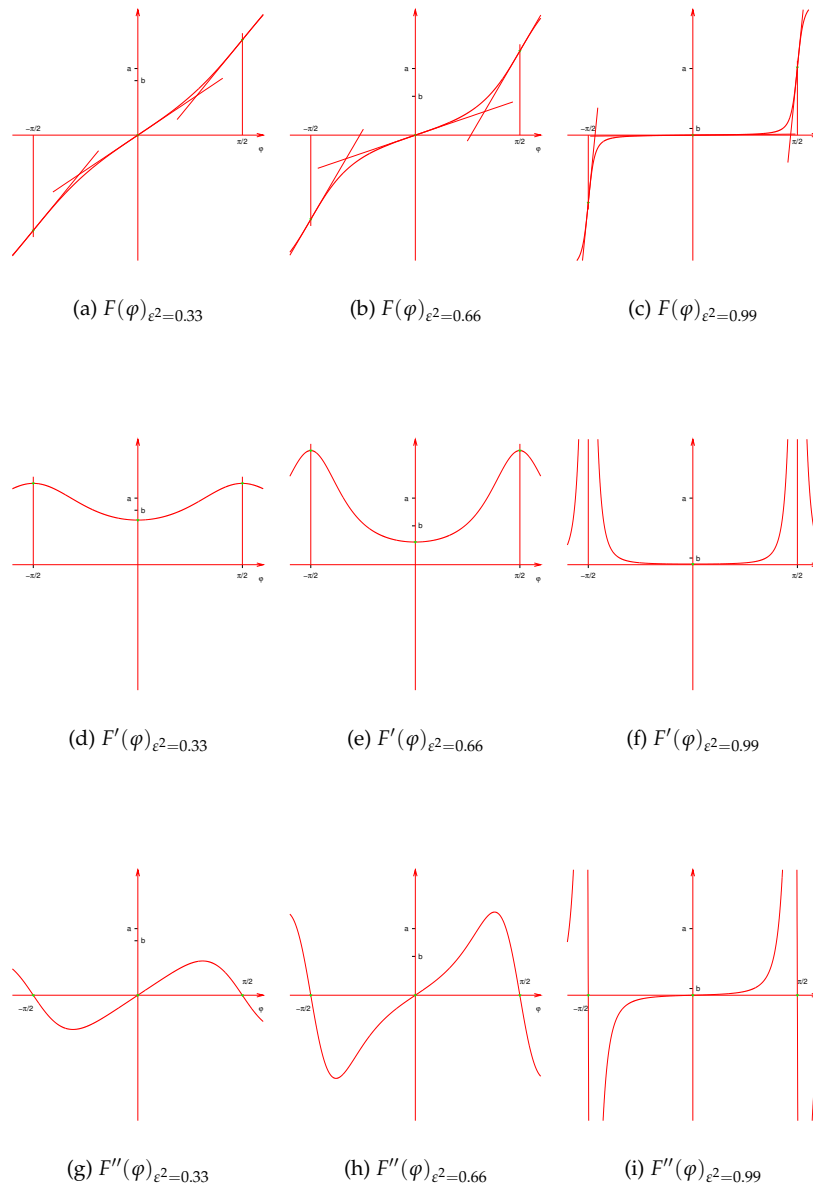 a
b
−π/2
π/2
φ
a
b
−π/2
π/2
φ
a
b
−π/2
π/2
(a) F(φ)ε²=0.33
(b) F(φ)ε²=0.66
(c) F(φ)ε²=0.99
a
b
−π/2
π/2
φ
a
b
−π/2
π/2
φ
a
b
−π/2
π/2
(d) F′(φ)ε²=0.33
(e) F′(φ)ε²=0.66
(f) F′(φ)ε²=0.99
a
b
−π/2
π/2
φ
a
b
−π/2
π/2
φ
a
b
−π/2
π/2
(g) F′′(φ)ε²=0.33
(h) F′′(φ)ε²=0.66
(i) F′′(φ)ε²=0.99